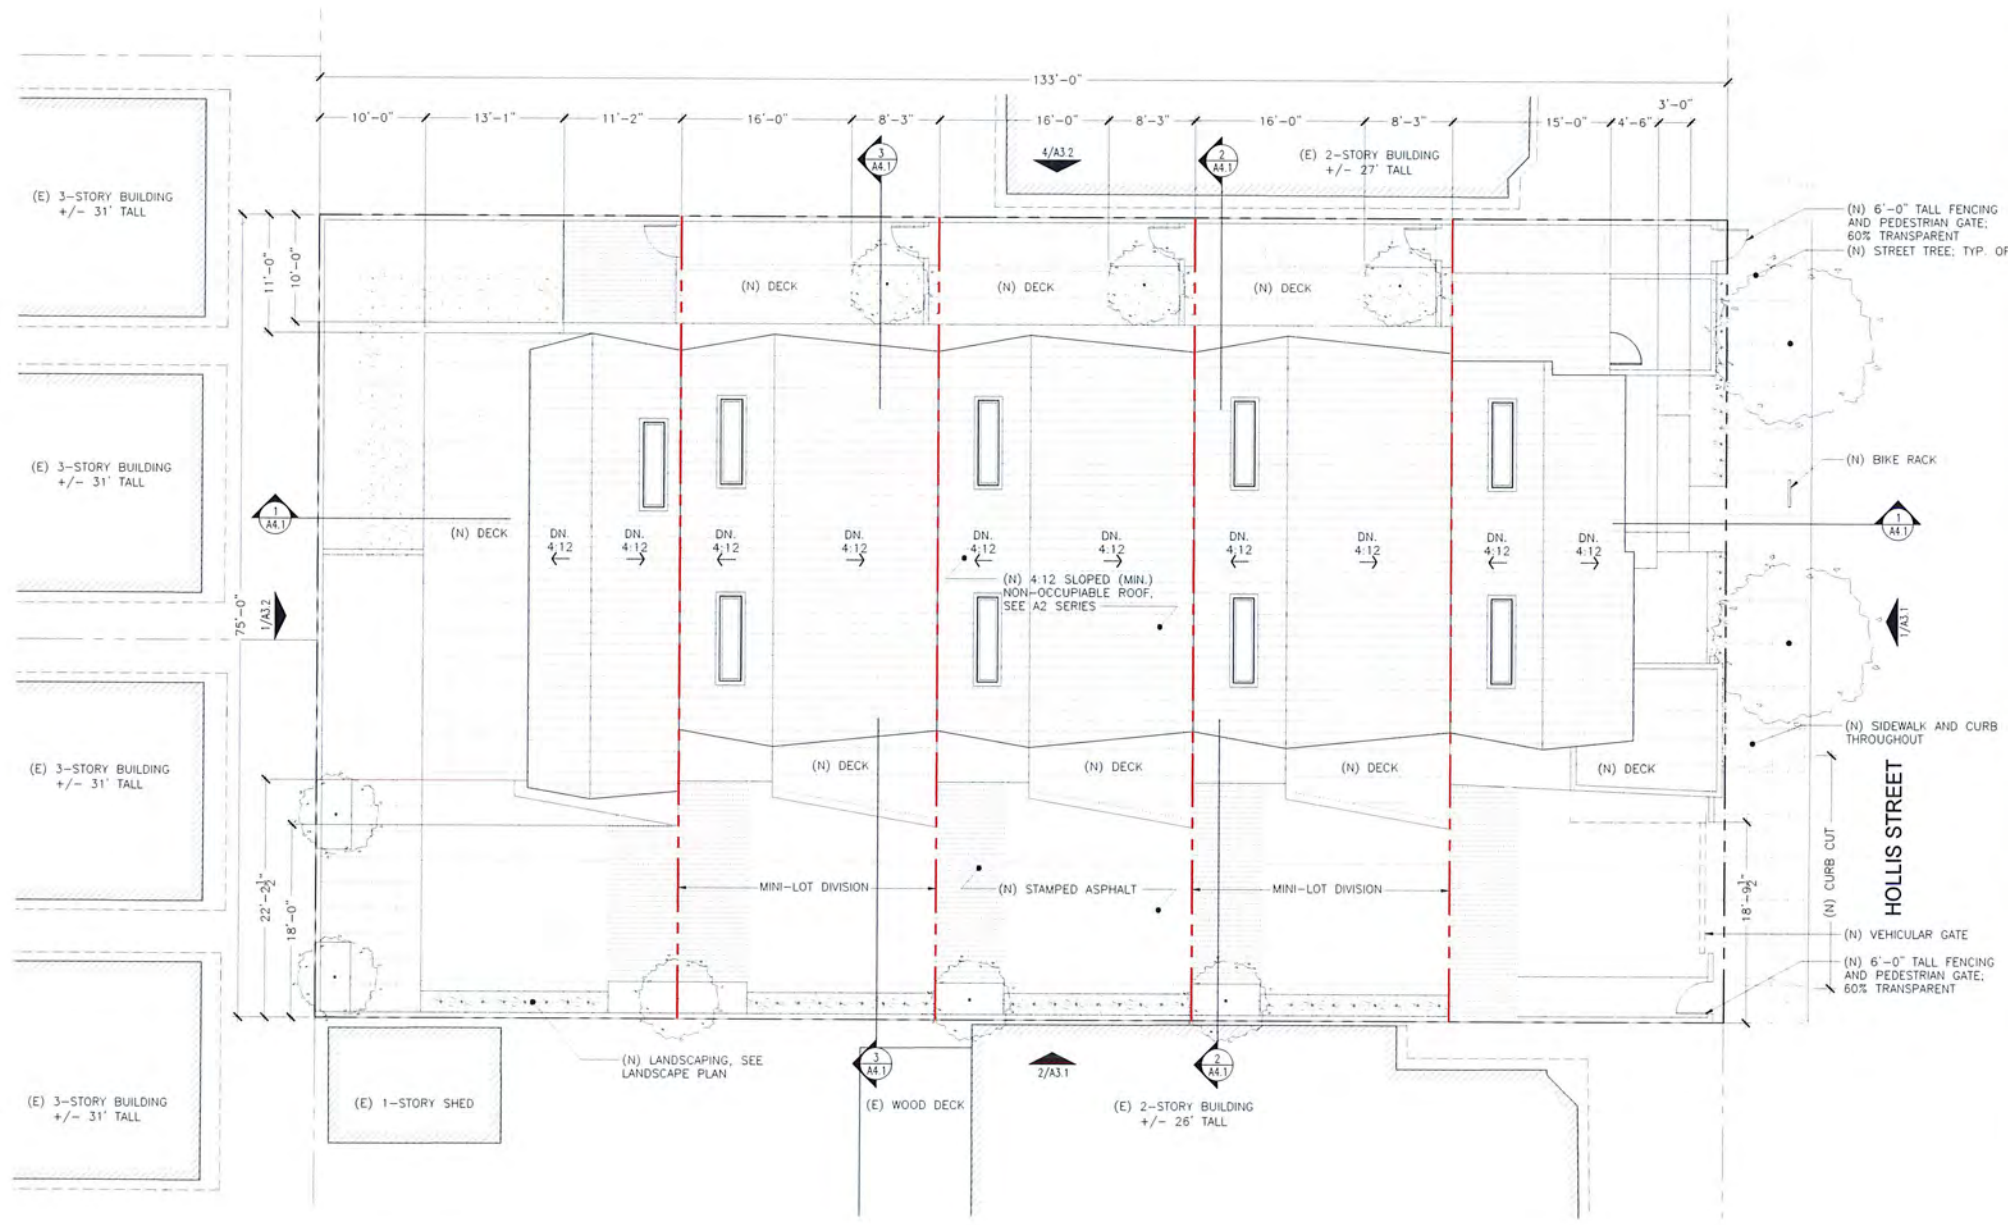 133'-0"
3'-0"
10'-0"
13'-1"
11'-2"
16'-0"
8'-3"
16'-0"
8'-3"
16'-0"
8'-3"
15'-0"
4'-6"
3
A4.1
4/A3.2
2
A4.1
(E) 2-STORY BUILDING
+/- 27' TALL
(E) 3-STORY BUILDING
+/- 31' TALL
(N) 6'-0" TALL FENCING
AND PEDESTRIAN GATE;
60% TRANSPARENT
(N) STREET TREE; TYP. OF
11'-0"
10'-0"
(N) DECK
(N) DECK
(N) DECK
(E) 3-STORY BUILDING
+/- 31' TALL
(N) BIKE RACK
1
A4.1
(N) DECK
DN.
4:12
DN.
4:12
DN.
4:12
DN.
4:12
DN.
4:12
DN.
4:12
DN.
4:12
DN.
4:12
DN.
4:12
DN.
4:12
1
A4.1
(N) 4:12 SLOPED (MIN.)
NON-OCCUPIABLE ROOF,
SEE A2 SERIES
75'-0"
1/A3.2
1/A3.1
(E) 3-STORY BUILDING
+/- 31' TALL
(N) DECK
(N) DECK
(N) DECK
(N) DECK
(N) SIDEWALK AND CURB
THROUGHOUT
HOLLIS STREET
(N) CURB CUT
22'-2½"
18'-0"
MINI-LOT DIVISION
(N) STAMPED ASPHALT
MINI-LOT DIVISION
18'-9½"
(N) VEHICULAR GATE
(N) 6'-0" TALL FENCING
AND PEDESTRIAN GATE;
60% TRANSPARENT
(N) LANDSCAPING, SEE
LANDSCAPE PLAN
3
A4.1
2/A3.1
2
A4.1
(E) 3-STORY BUILDING
+/- 31' TALL
(E) 1-STORY SHED
(E) WOOD DECK
(E) 2-STORY BUILDING
+/- 26' TALL